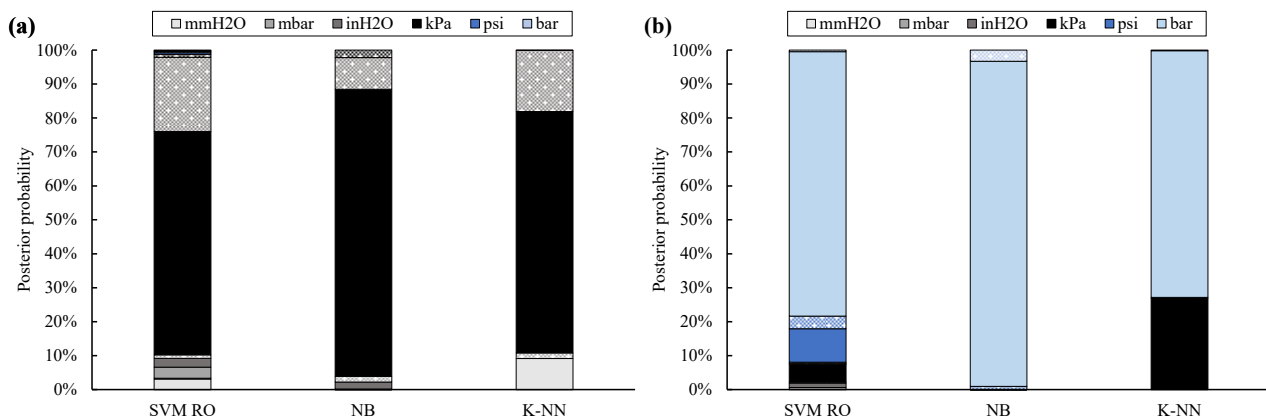 (a)
mmH2O mbar inH2O kPa psi bar
Posterior probability
100%
90%
80%
70%
60%
50%
40%
30%
20%
10%
0%
SVM RO NB K-NN
(b)
mmH2O mbar inH2O kPa psi bar
Posterior probability
100%
90%
80%
70%
60%
50%
40%
30%
20%
10%
0%
SVM RO NB K-NN